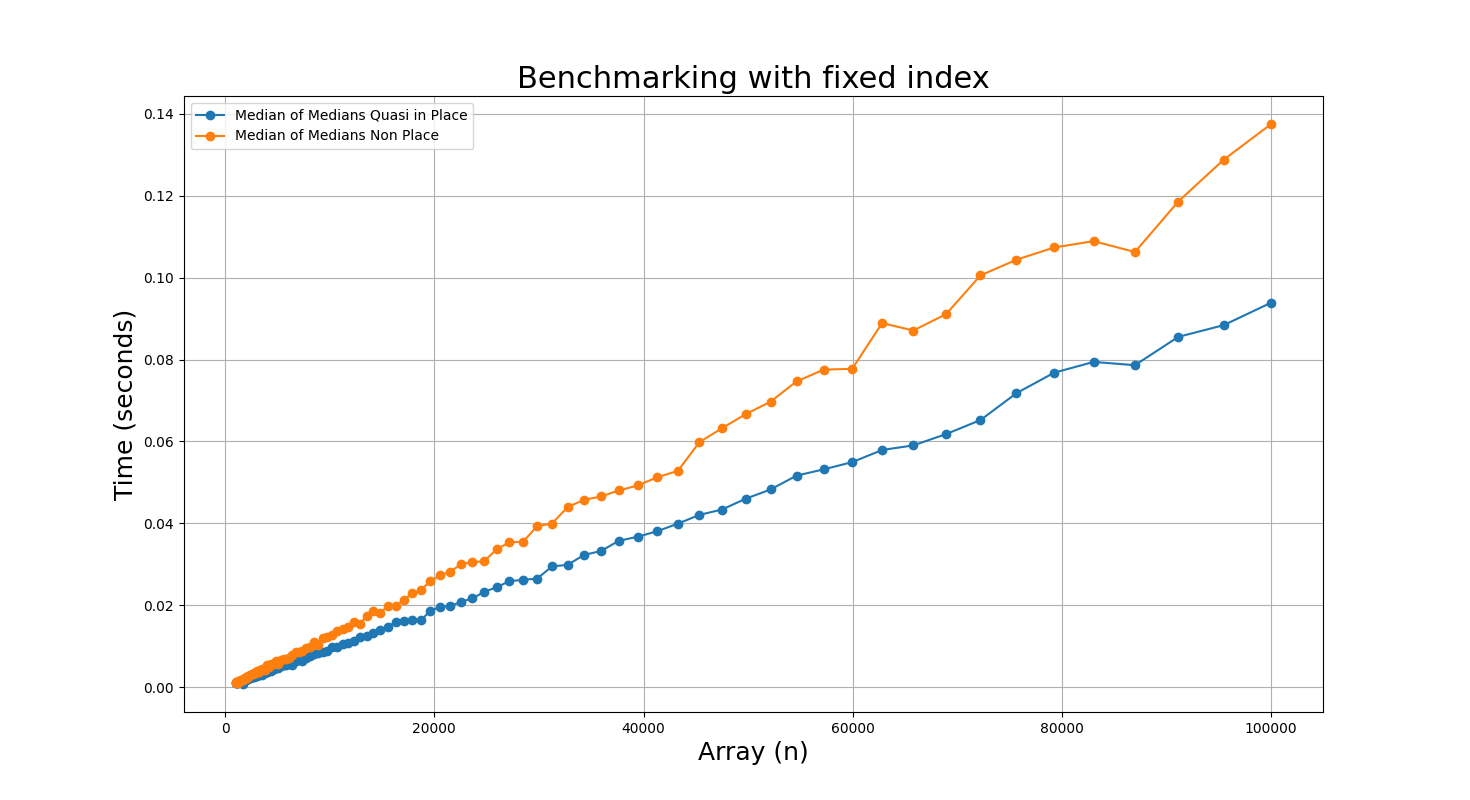 Benchmarking with fixed index
Median of Medians Quasi in Place
Median of Medians Non Place
0.14
0.12
0.10
0.08
0.06
0.04
0.02
0.00
Time (seconds)
0 20000 40000 60000 80000 100000
Array (n)